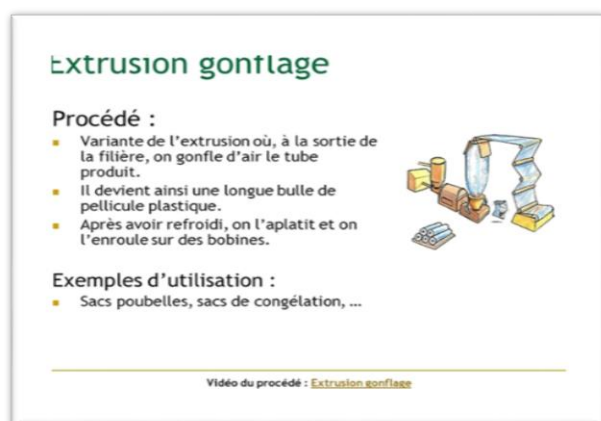 Extrusion gonflage
Procédé :
▪ Variante de l'extrusion où, à la sortie de
la filière, on gonfle d'air le tube
produit.
▪ Il devient ainsi une longue bulle de
pellicule plastique.
▪ Après avoir refroidi, on l'aplatit et on
l'enroule sur des bobines.
Exemples d'utilisation :
▪ Sacs poubelles, sacs de congélation, ...
Vidéo du procédé : Extrusion gonflage